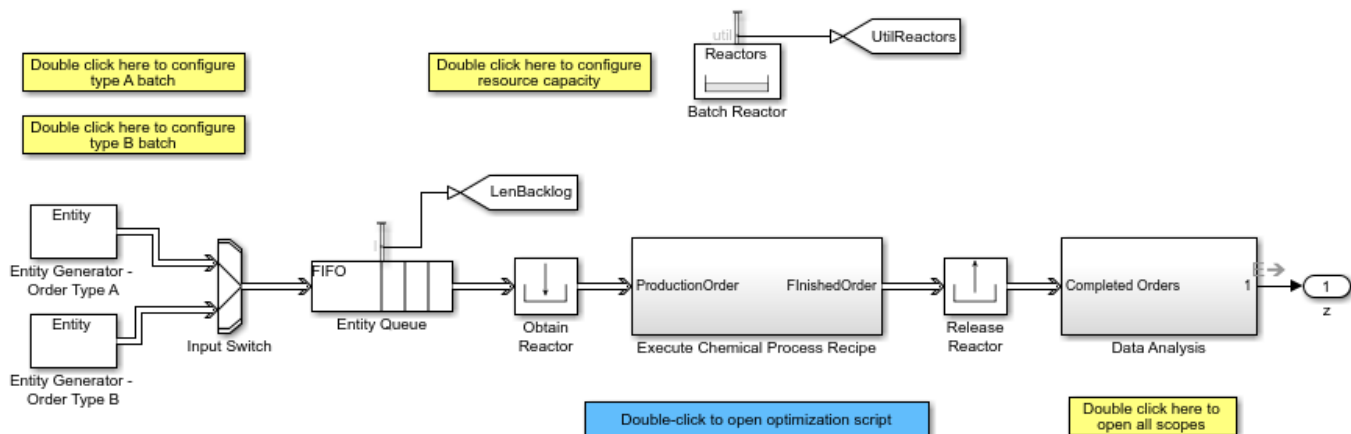 Double click here to configure
type A batch
Double click here to configure
type B batch
Double click here to configure
resource capacity
util
Reactors
Batch Reactor
UtilReactors
LenBacklog
Entity
Entity Generator -
Order Type A
Entity
Entity Generator -
Order Type B
Input Switch
l
FIFO
Entity Queue
Obtain
Reactor
ProductionOrder
FInishedOrder
Execute Chemical Process Recipe
Release
Reactor
Completed Orders
1
Data Analysis
E
1
z
Double-click to open optimization script
Double click here to
open all scopes